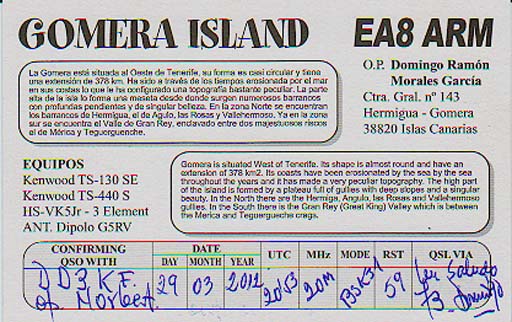 GOMERA ISLAND
EA8 ARM
La Gomera está situada al Oeste de Tenerife, su forma es casi circular y tiene
una extensión de 378 km. Ha sido a través de los tiempos erosionada por el mar
en sus costas lo que le ha configurado una topografía bastante peculiar. La parte
alta de la isla lo forma una meseta desde donde surgen numerosos barrancos
con profundas pendientes y de singular belleza. En la zona Norte se encuentran
los barrancos de Hermigua, el de Agulo, las Rosas y Vallehermoso. Ya en la zona
sur se encuentra el Valle de Gran Rey, enclavado entre dos majestuosos riscos
el de Mérica y Teguerguenche.
O.P. Domingo Ramón
Morales García
Ctra. Gral. nº 143
Hermigua - Gomera
38820 Islas Canarias
EQUIPOS
Kenwood TS-130 SE
Kenwood TS-440 S
HS-VK5Jr - 3 Element
ANT. Dipolo G5RV
Gomera is situated West of Tenerife. Its shape is almost round and have an
extension of 378 km2. Its coasts have been erosionated by the sea by the sea
throughout the years and it has made a very peculiar topography. The high part
of the island is formed by a plateau full of gullies with deep slopes and a singular
beauty. In the North there are the Hermiga, Angulo, las Rosas and Vallehermoso
gullies. In the South is the Gran Rey (Great King) Valley which is between
the Merica and Teguerguenche crags.
CONFIRMING
QSO WITH
DATE
DAY MONTH YEAR
UTC
MHz
MODE
RST
QSL VIA
DD3KF
op. Norbert
29 03 2012 2053 20M BSK31 59
Saludo
73. Domingo